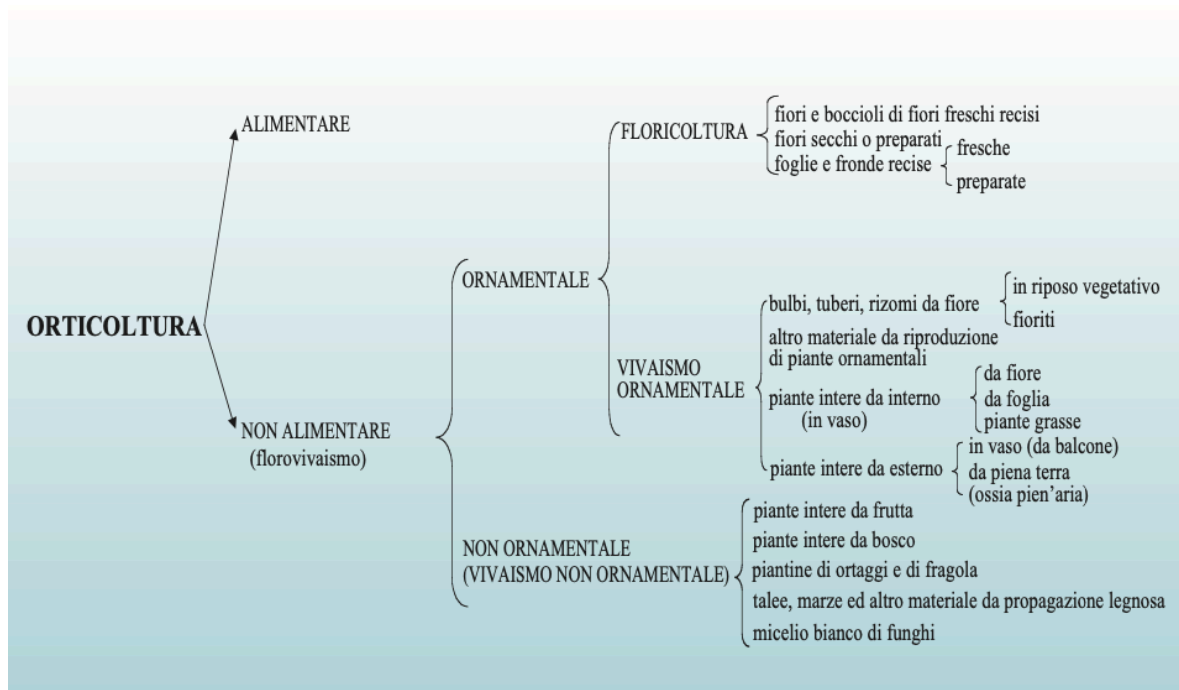 ORTICOLTURA
ALIMENTARE
NON ALIMENTARE
(florovivaismo)
ORNAMENTALE
FLORICOLTURA
fiori e boccioli di fiori freschi recisi
fiori secchi o preparati
foglie e fronde recise
fresche
preparate
VIVAISMO
ORNAMENTALE
bulbi, tuberi, rizomi da fiore
in riposo vegetativo
fioriti
altro materiale da riproduzione
di piante ornamentali
piante intere da interno
(in vaso)
da fiore
da foglia
piante grasse
piante intere da esterno
in vaso (da balcone)
da piena terra
(ossia pien’aria)
NON ORNAMENTALE
(VIVAISMO NON ORNAMENTALE)
piante intere da frutta
piante intere da bosco
piantine di ortaggi e di fragola
talee, marze ed altro materiale da propagazione legnosa
micelio bianco di funghi